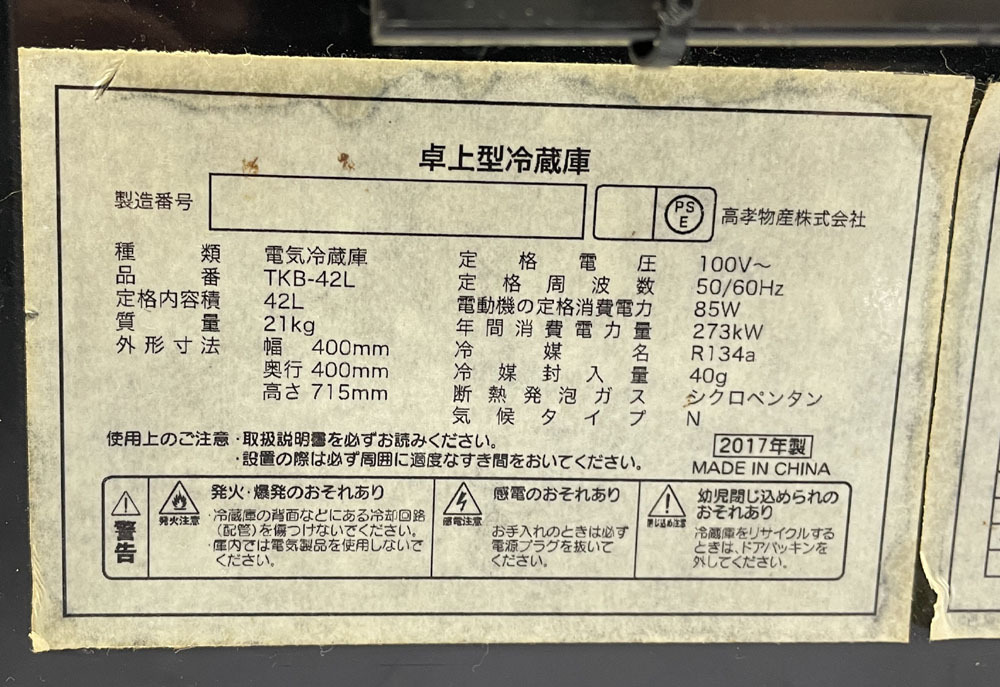 卓上型冷蔵庫
製造番号
PS
E
高孝物産株式会社
種類 電気冷蔵庫
品番 TKB-42L
定格内容積 42L
質量 21kg
外形寸法 幅 400mm
奥行 400mm
高さ 715mm
定格電圧 100V～
定格周波数 50/60Hz
電動機の定格消費電力 85W
年間消費電力量 273kW
冷媒名 R134a
冷媒封入量 40g
断熱発泡ガス シクロペンタン
気候タイプ N
使用上のご注意・取扱説明書を必ずお読みください。
・設置の際は必ず周囲に適度なすき間をおいてください。
2017年製
MADE IN CHINA
警告
発火注意
発火・爆発のおそれあり
・冷蔵庫の背面などにある冷却回路
（配管）を傷つけないでください。
・庫内では電気製品を使用しないで
ください。
感電注意
感電のおそれあり
お手入れのときは必ず
電源プラグを抜いて
ください。
閉じ込め注意
幼児閉じ込められの
おそれあり
冷蔵庫をリサイクルする
ときは、ドアパッキンを
外してください。